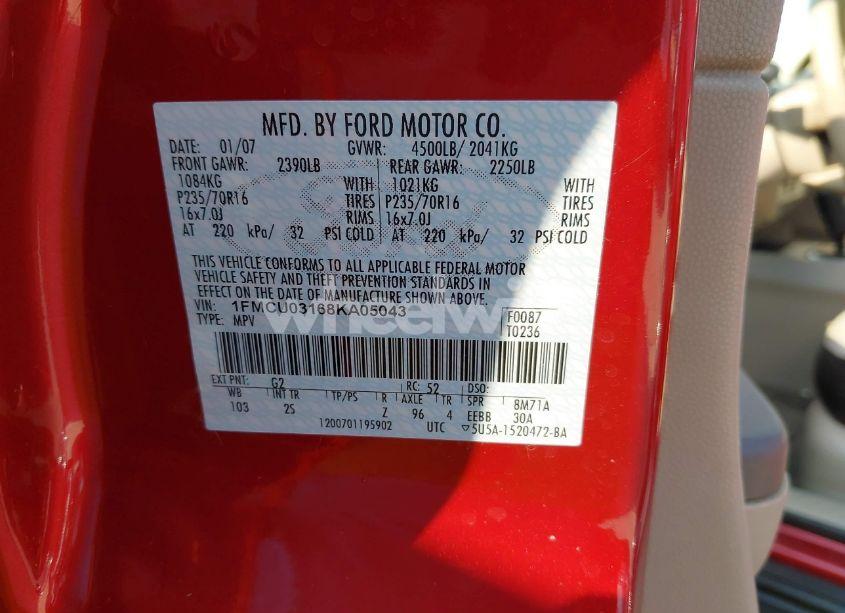 MFD. BY FORD MOTOR CO.
DATE: 01/07 GVWR: 4500LB/ 2041KG
FRONT GAWR: 2390LB REAR GAWR: 2250LB
1084KG WITH 1021KG WITH
P235/70R16 TIRES P235/70R16 TIRES
16x7.0J RIMS 16x7.0J RIMS
AT 220 kPa/ 32 PSI COLD AT 220 kPa/ 32 PSI COLD
THIS VEHICLE CONFORMS TO ALL APPLICABLE FEDERAL MOTOR
VEHICLE SAFETY AND THEFT PREVENTION STANDARDS IN
EFFECT ON THE DATE OF MANUFACTURE SHOWN ABOVE.
VIN: 1FMCU03168KA05043 F0087
TYPE: MPV T0236
EXT PNT: G2 RC: 52 DSO:
WB INT TR TP/PS R AXLE TR SPR 8M71A
103 2S Z 96 4 EEBB 30A
1200701195902 UTC ▽5U5A-1520472-BA